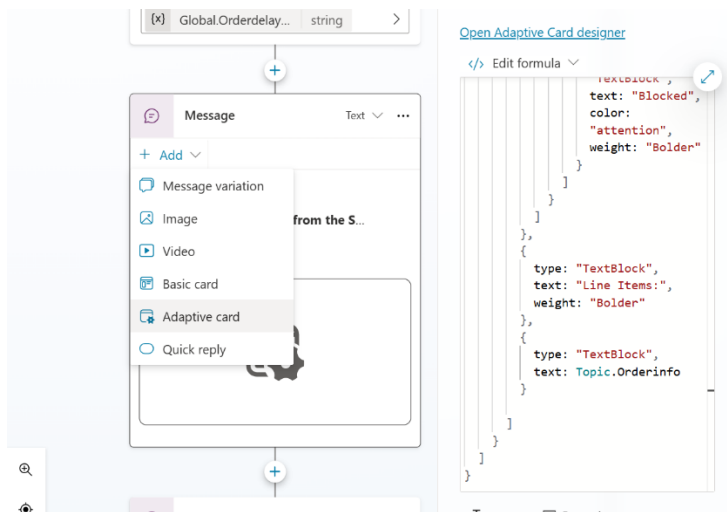 {x} Global.Orderdelay... string >
Message Text ...
+ Add
Message variation
Image
from the S...
Video
Basic card
Adaptive card
Quick reply
Open Adaptive Card designer
</> Edit formula
"TextBlock",
text: "Blocked",
color:
"attention",
weight: "Bolder"
}
]
}
]
},
{
type: "TextBlock",
text: "Line Items:",
weight: "Bolder"
},
{
type: "TextBlock",
text: Topic.Orderinfo
}
]
}
]
}